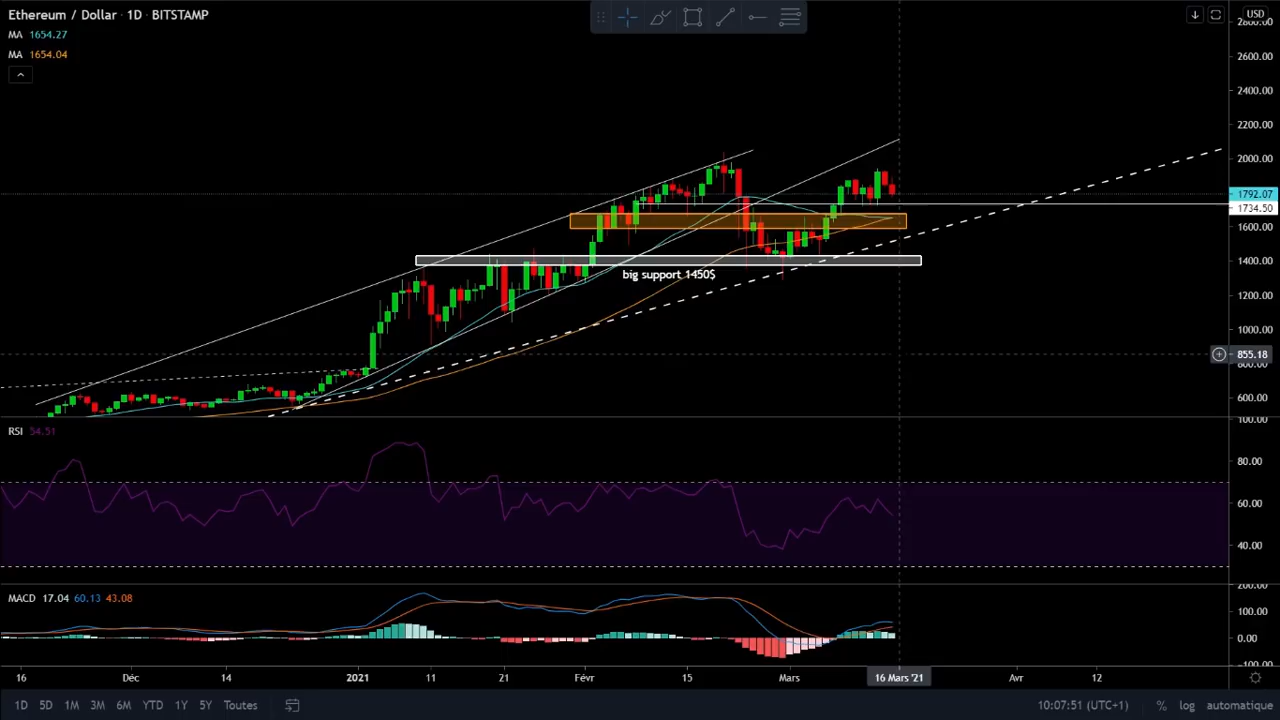 Ethereum / Dollar · 1D · BITSTAMP
MA 1654.27
MA 1654.04
USD
2800.00
2600.00
2400.00
2200.00
2000.00
1792.07
1734.50
1600.00
1400.00
big support 1450$
1200.00
1000.00
855.18
800.00
600.00
100.00
RSI 54.51
80.00
60.00
40.00
200.00
MACD 17.04 60.13 43.08
100.00
0.00
-100.00
16 Déc 14 2021 11 21 Févr 15 Mars 16 Mars '21 Avr 12
1D 5D 1M 3M 6M YTD 1Y 5Y Toutes 10:07:51 (UTC+1) % log automatique